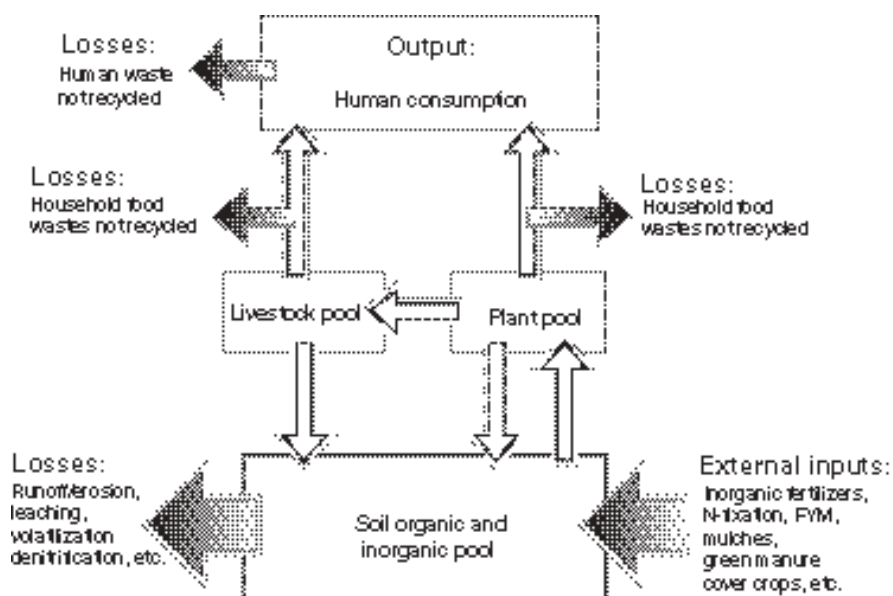 Losses:
Human waste
not recycled
Output:
Human consumption
Losses:
Household food
wastes not recycled
Losses:
Household food
wastes not recycled
Livestock pool
Plant pool
Losses:
Runoff/erosion,
leaching,
volatilization
denitrification, etc.
Soil organic and
inorganic pool
External inputs:
Inorganic fertilizers,
N-fixation, FYM,
mulches,
green manure
cover crops, etc.